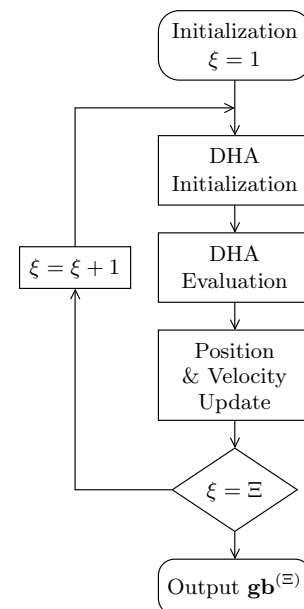 Initialization
ξ = 1
DHA
Initialization
ξ = ξ + 1
DHA
Evaluation
Position
& Velocity
Update
ξ = Ξ
Output gb^(Ξ)